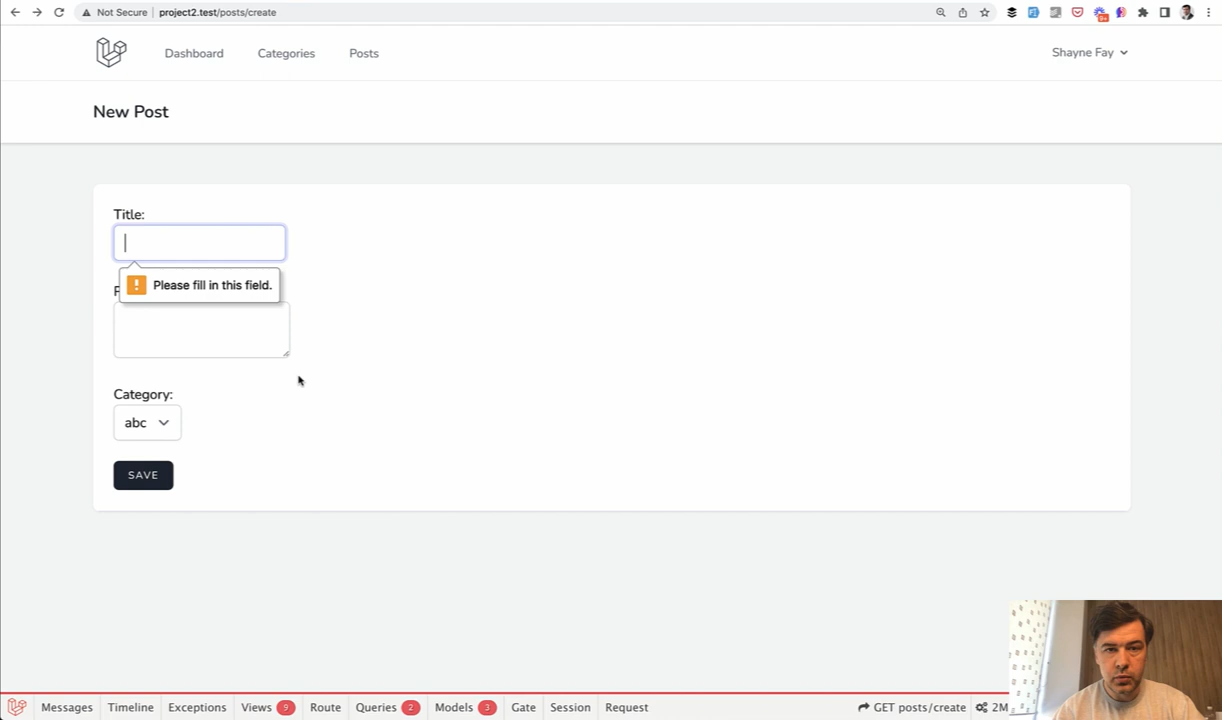 Not Secure project2.test/posts/create
9+
Dashboard Categories Posts Shayne Fay
New Post
Title:
Please fill in this field.
Category:
abc
SAVE
Messages Timeline Exceptions Views 9 Route Queries 2 Models 3 Gate Session Request GET posts/create